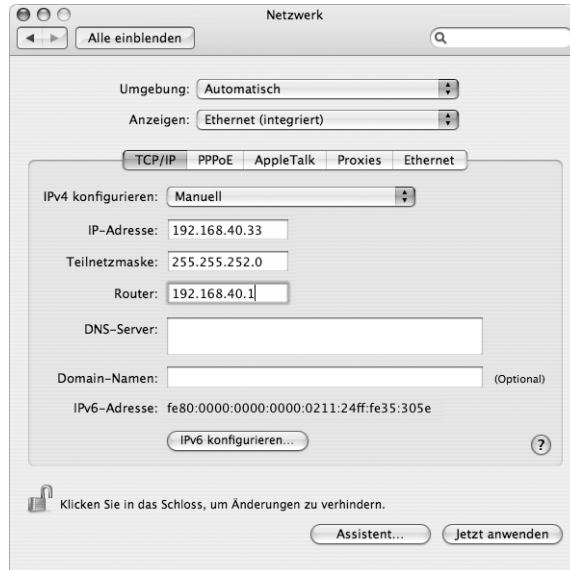 Netzwerk
Alle einblenden
Umgebung: Automatisch
Anzeigen: Ethernet (integriert)
TCP/IP PPPoE AppleTalk Proxies Ethernet
IPv4 konfigurieren: Manuell
IP-Adresse: 192.168.40.33
Teilnetzmaske: 255.255.252.0
Router: 192.168.40.1
DNS-Server:
Domain-Namen: (Optional)
IPv6-Adresse: fe80:0000:0000:0000:0211:24ff:fe35:305e
IPv6 konfigurieren... ?
Klicken Sie in das Schloss, um Änderungen zu verhindern.
Assistent... Jetzt anwenden